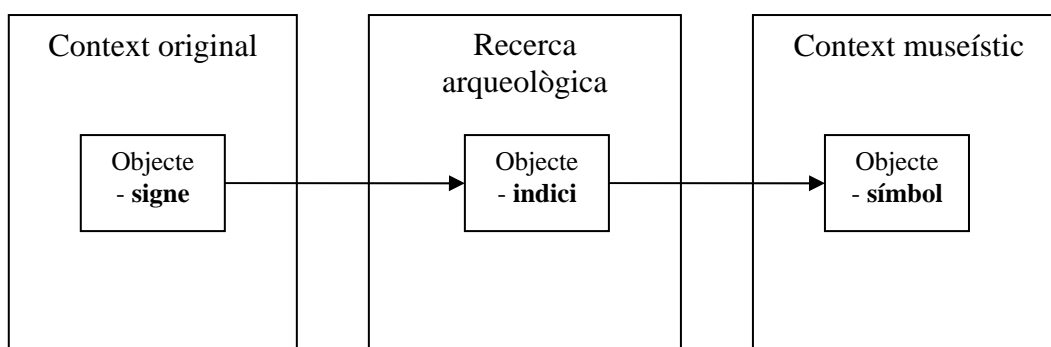 Context original
Objecte
- signe
Recerca
arqueològica
Objecte
- indici
Context museístic
Objecte
- símbol